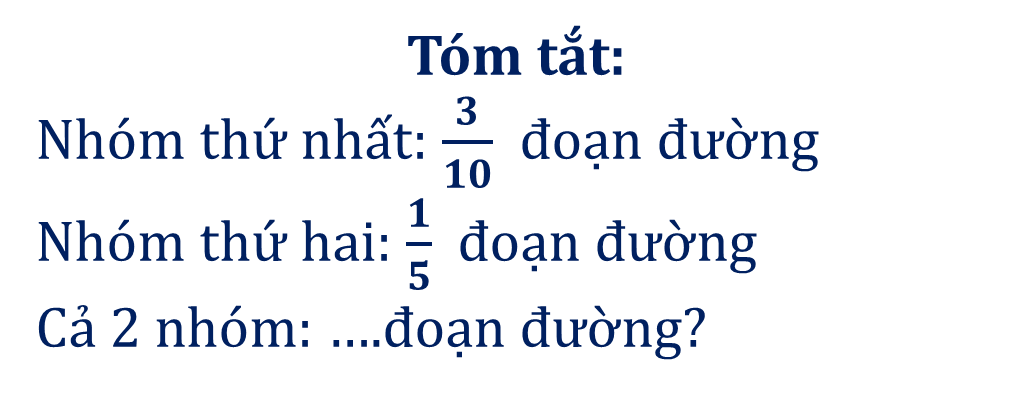 Tóm tắt:
Nhóm thứ nhất: 3/10 đoạn đường
Nhóm thứ hai: 1/5 đoạn đường
Cả 2 nhóm: ....đoạn đường?